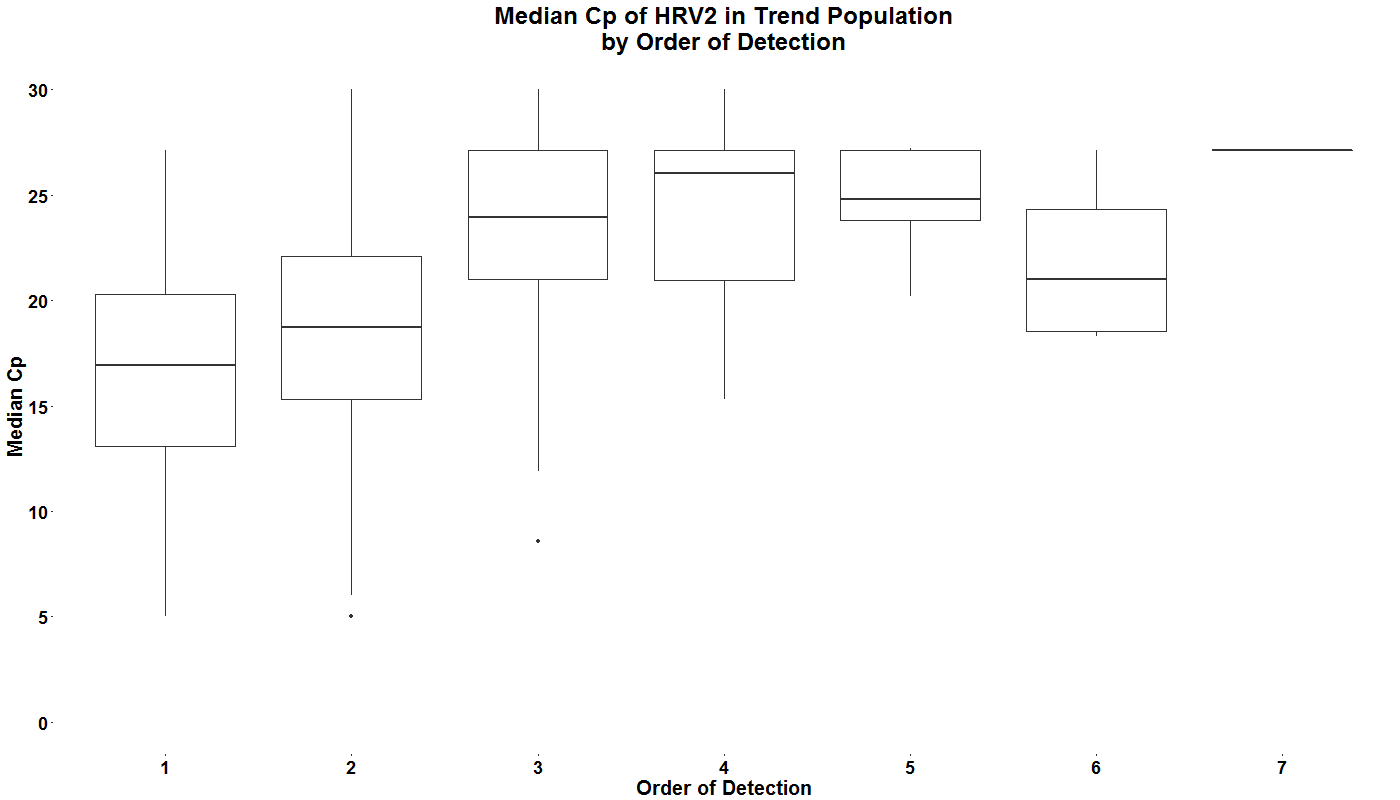 Median Cp of HRV2 in Trend Population
by Order of Detection
30
25
20
15
10
5
0
Median Cp
1 2 3 4 5 6 7
Order of Detection